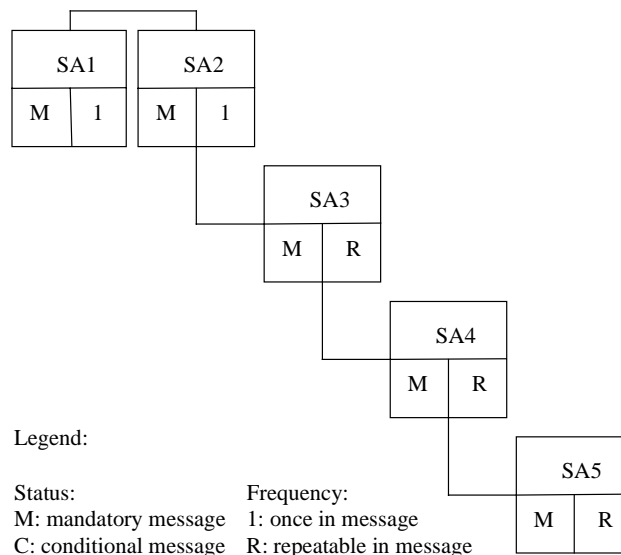 SA1 SA2
M 1 M 1
SA3
M R
SA4
M R
Legend:
SA5
Status: Frequency:
M: mandatory message 1: once in message
M R
C: conditional message R: repeatable in message